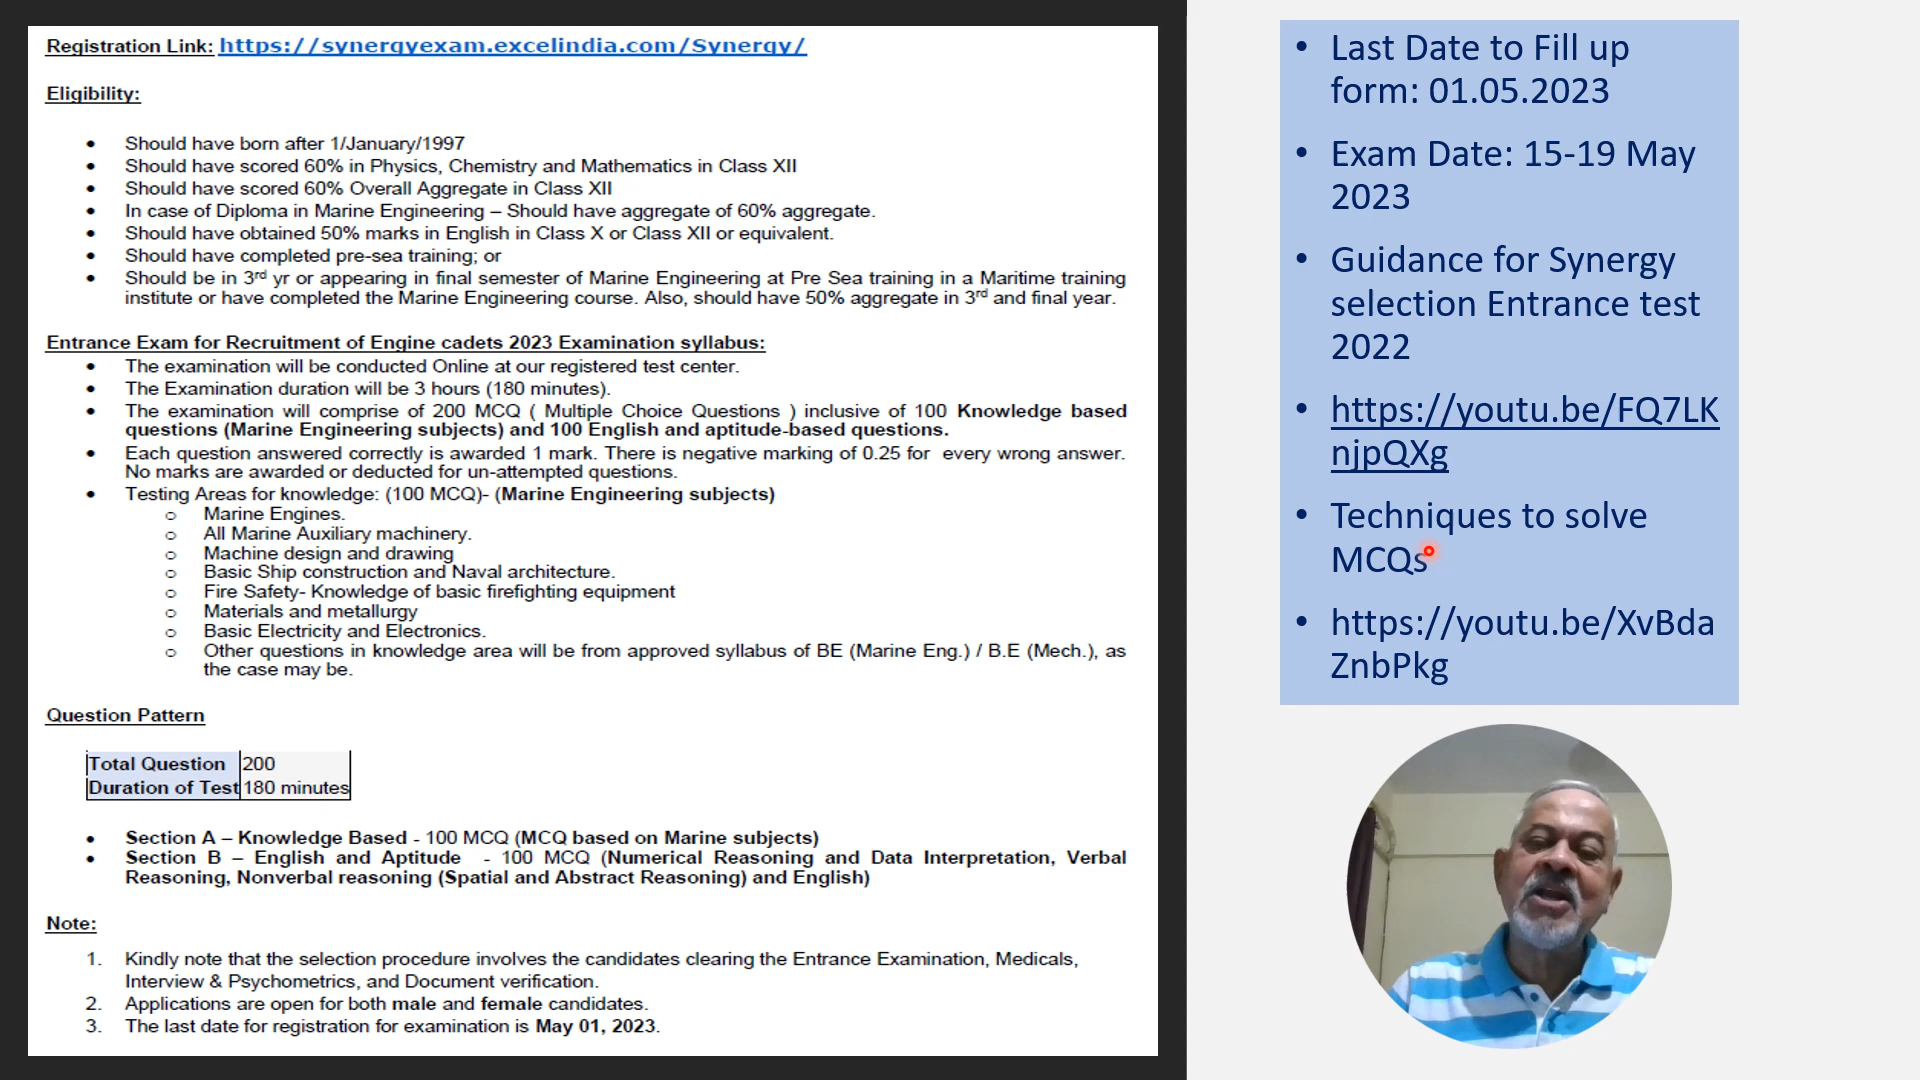 Registration Link: https://synergyexam.excelindia.com/Synergy/
Eligibility:
• Should have born after 1/January/1997
• Should have scored 60% in Physics, Chemistry and Mathematics in Class XII
• Should have scored 60% Overall Aggregate in Class XII
• In case of Diploma in Marine Engineering – Should have aggregate of 60% aggregate.
• Should have obtained 50% marks in English in Class X or Class XII or equivalent.
• Should have completed pre-sea training; or
• Should be in 3rd yr or appearing in final semester of Marine Engineering at Pre Sea training in a Maritime training
institute or have completed the Marine Engineering course. Also, should have 50% aggregate in 3rd and final year.
Entrance Exam for Recruitment of Engine cadets 2023 Examination syllabus:
• The examination will be conducted Online at our registered test center.
• The Examination duration will be 3 hours (180 minutes).
• The examination will comprise of 200 MCQ ( Multiple Choice Questions ) inclusive of 100 Knowledge based
questions (Marine Engineering subjects) and 100 English and aptitude-based questions.
• Each question answered correctly is awarded 1 mark. There is negative marking of 0.25 for every wrong answer.
No marks are awarded or deducted for un-attempted questions.
• Testing Areas for knowledge: (100 MCQ)- (Marine Engineering subjects)
o Marine Engines.
o All Marine Auxiliary machinery.
o Machine design and drawing
o Basic Ship construction and Naval architecture.
o Fire Safety- Knowledge of basic firefighting equipment
o Materials and metallurgy
o Basic Electricity and Electronics.
o Other questions in knowledge area will be from approved syllabus of BE (Marine Eng.) / B.E (Mech.), as
the case may be.
Question Pattern
Total Question 200
Duration of Test 180 minutes
• Section A – Knowledge Based - 100 MCQ (MCQ based on Marine subjects)
• Section B – English and Aptitude - 100 MCQ (Numerical Reasoning and Data Interpretation, Verbal
Reasoning, Nonverbal reasoning (Spatial and Abstract Reasoning) and English)
Note:
1. Kindly note that the selection procedure involves the candidates clearing the Entrance Examination, Medicals,
Interview & Psychometrics, and Document verification.
2. Applications are open for both male and female candidates.
3. The last date for registration for examination is May 01, 2023.
• Last Date to Fill up
form: 01.05.2023
• Exam Date: 15-19 May
2023
• Guidance for Synergy
selection Entrance test
2022
• https://youtu.be/FQ7LK
njpQXg
• Techniques to solve
MCQs
• https://youtu.be/XvBda
ZnbPkg